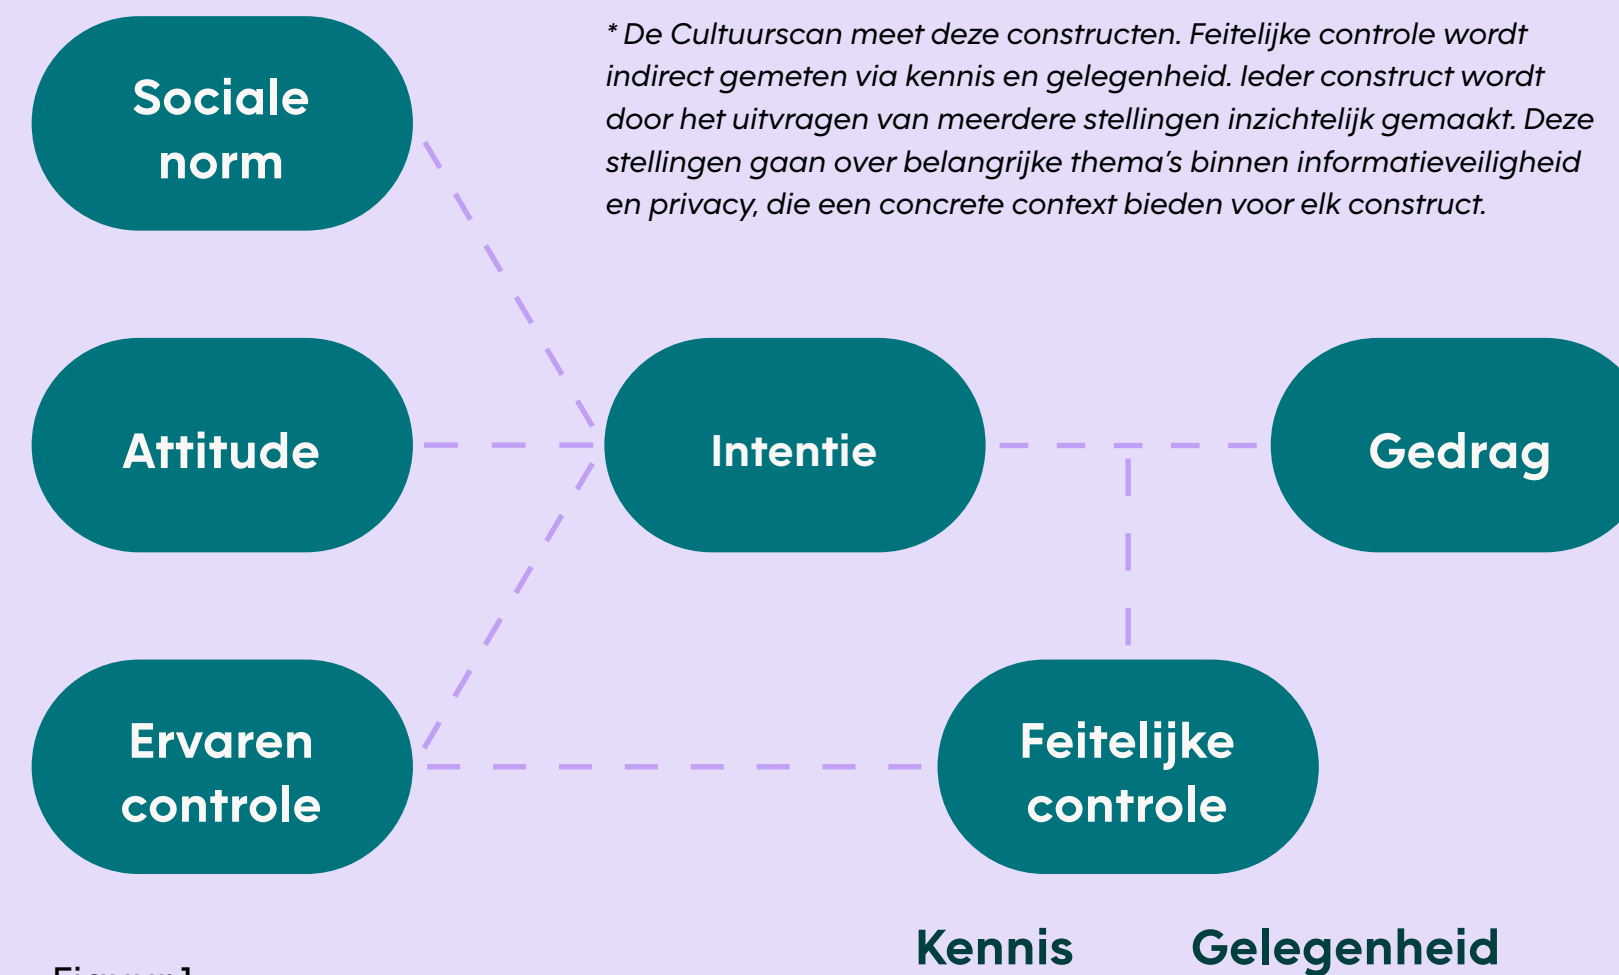 * De Cultuurscan meet deze constructen. Feitelijke controle wordt
indirect gemeten via kennis en gelegenheid. Ieder construct wordt
door het uitvragen van meerdere stellingen inzichtelijk gemaakt. Deze
stellingen gaan over belangrijke thema's binnen informatieveiligheid
en privacy, die een concrete context bieden voor elk construct.
Sociale
norm
Attitude
Intentie
Gedrag
Ervaren
controle
Feitelijke
controle
Kennis
Gelegenheid
Figuur 1